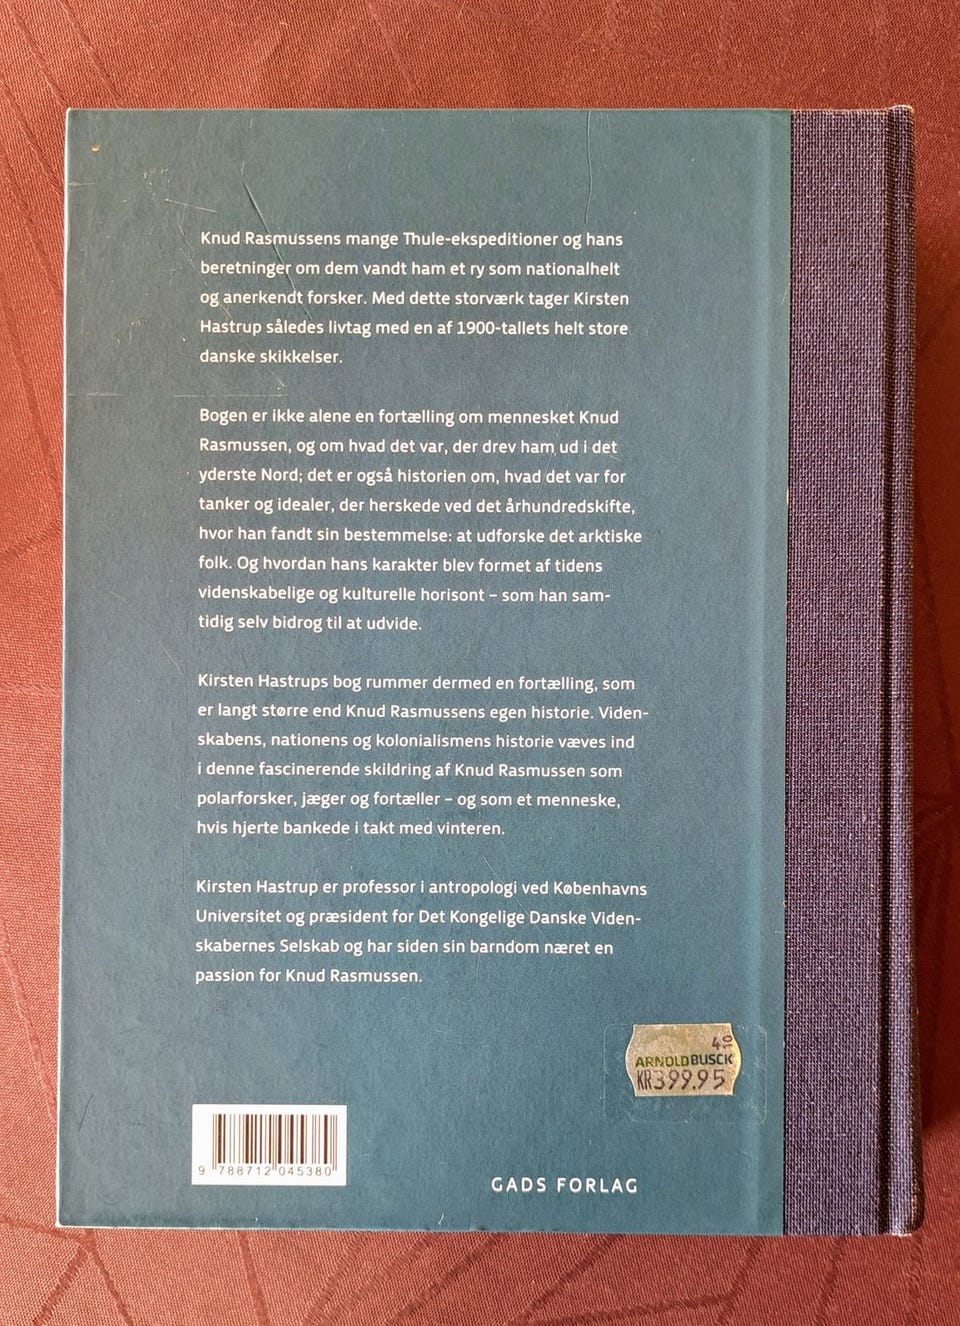 Knud Rasmussens mange Thule-ekspeditioner og hans
beretninger om dem vandt ham et ry som nationalhelt
og anerkendt forsker. Med dette storværk tager Kirsten
Hastrup således livtag med en af 1900-tallets helt store
danske skikkelser.
Bogen er ikke alene en fortælling om mennesket Knud
Rasmussen, og om hvad det var, der drev ham ud i det
yderste Nord; det er også historien om, hvad det var for
tanker og idealer, der herskede ved det århundredskifte,
hvor han fandt sin bestemmelse: at udforske det arktiske
folk. Og hvordan hans karakter blev formet af tidens
videnskabelige og kulturelle horisont – som han sam-
tidig selv bidrog til at udvide.
Kirsten Hastrups bog rummer dermed en fortælling, som
er langt større end Knud Rasmussens egen historie. Viden-
skabens, nationens og kolonialismens historie væves ind
i denne fascinerende skildring af Knud Rasmussen som
polarforsker, jæger og fortæller – og som et menneske,
hvis hjerte bankede i takt med vinteren.
Kirsten Hastrup er professor i antropologi ved Københavns
Universitet og præsident for Det Kongelige Danske Viden-
skabernes Selskab og har siden sin barndom næret en
passion for Knud Rasmussen.
4 10
ARNOLD BUSCK
KR399.95
9 788712 045380
GADS FORLAG